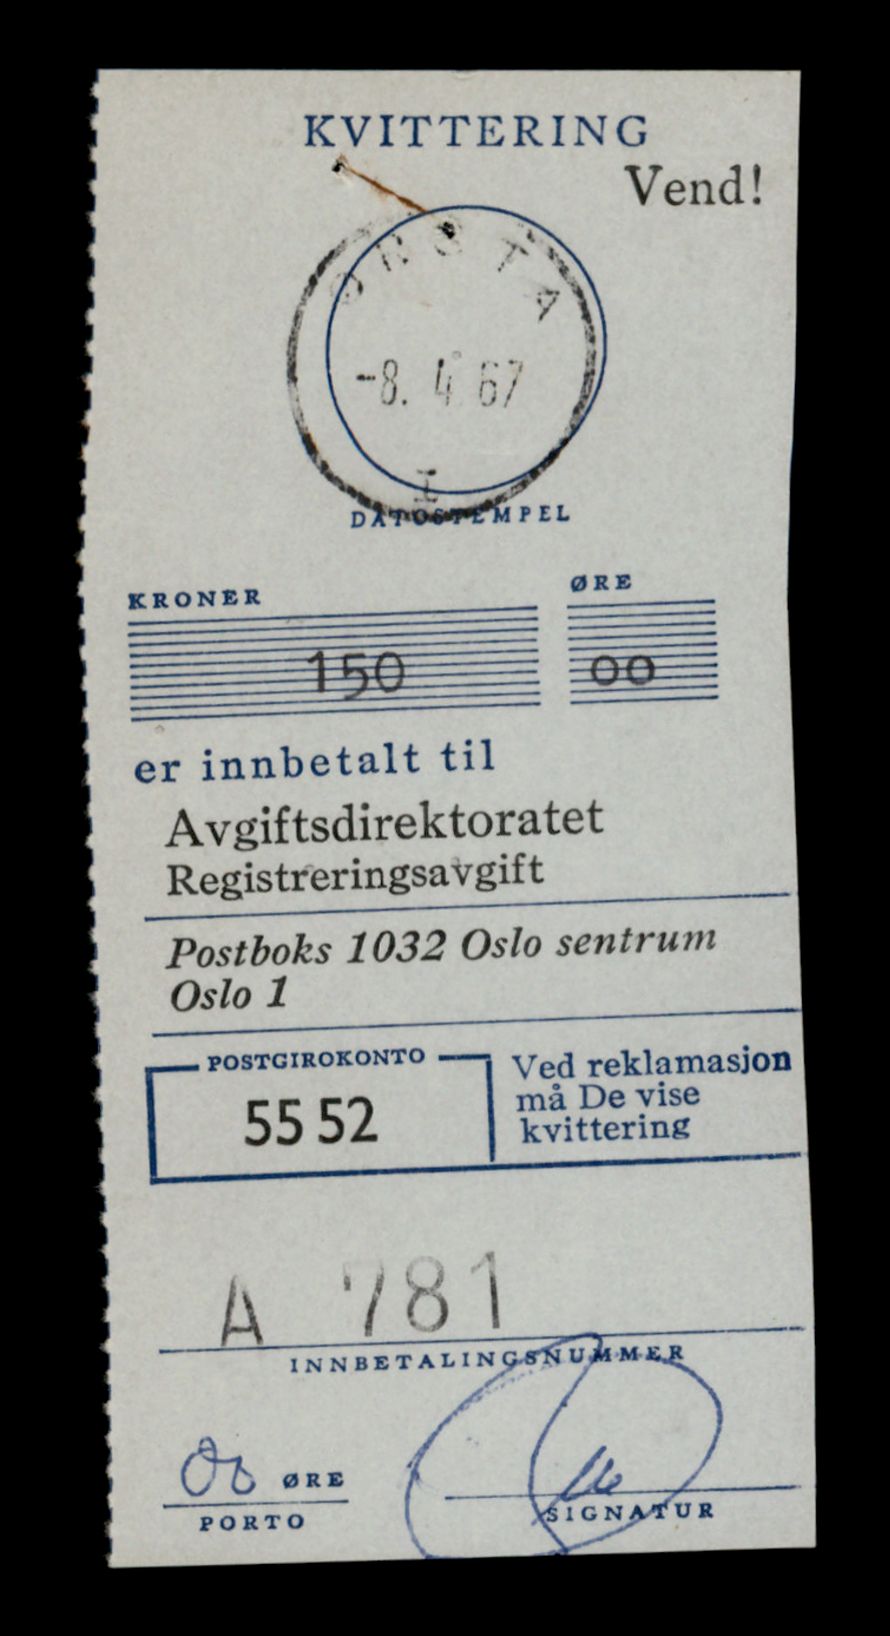 KVITTERING
Vend!
ØRSTA
-8. 4 67
I
DATOSTEMPEL
KRONER ØRE
150 00
er innbetalt til
Avgiftsdirektoratet
Registreringsavgift
Postboks 1032 Oslo sentrum
Oslo 1
POSTGIROKONTO
55 52
Ved reklamasjon
må De vise
kvittering
A 781
INNBETALINGSNUMMER
00 ØRE
PORTO
SIGNATUR